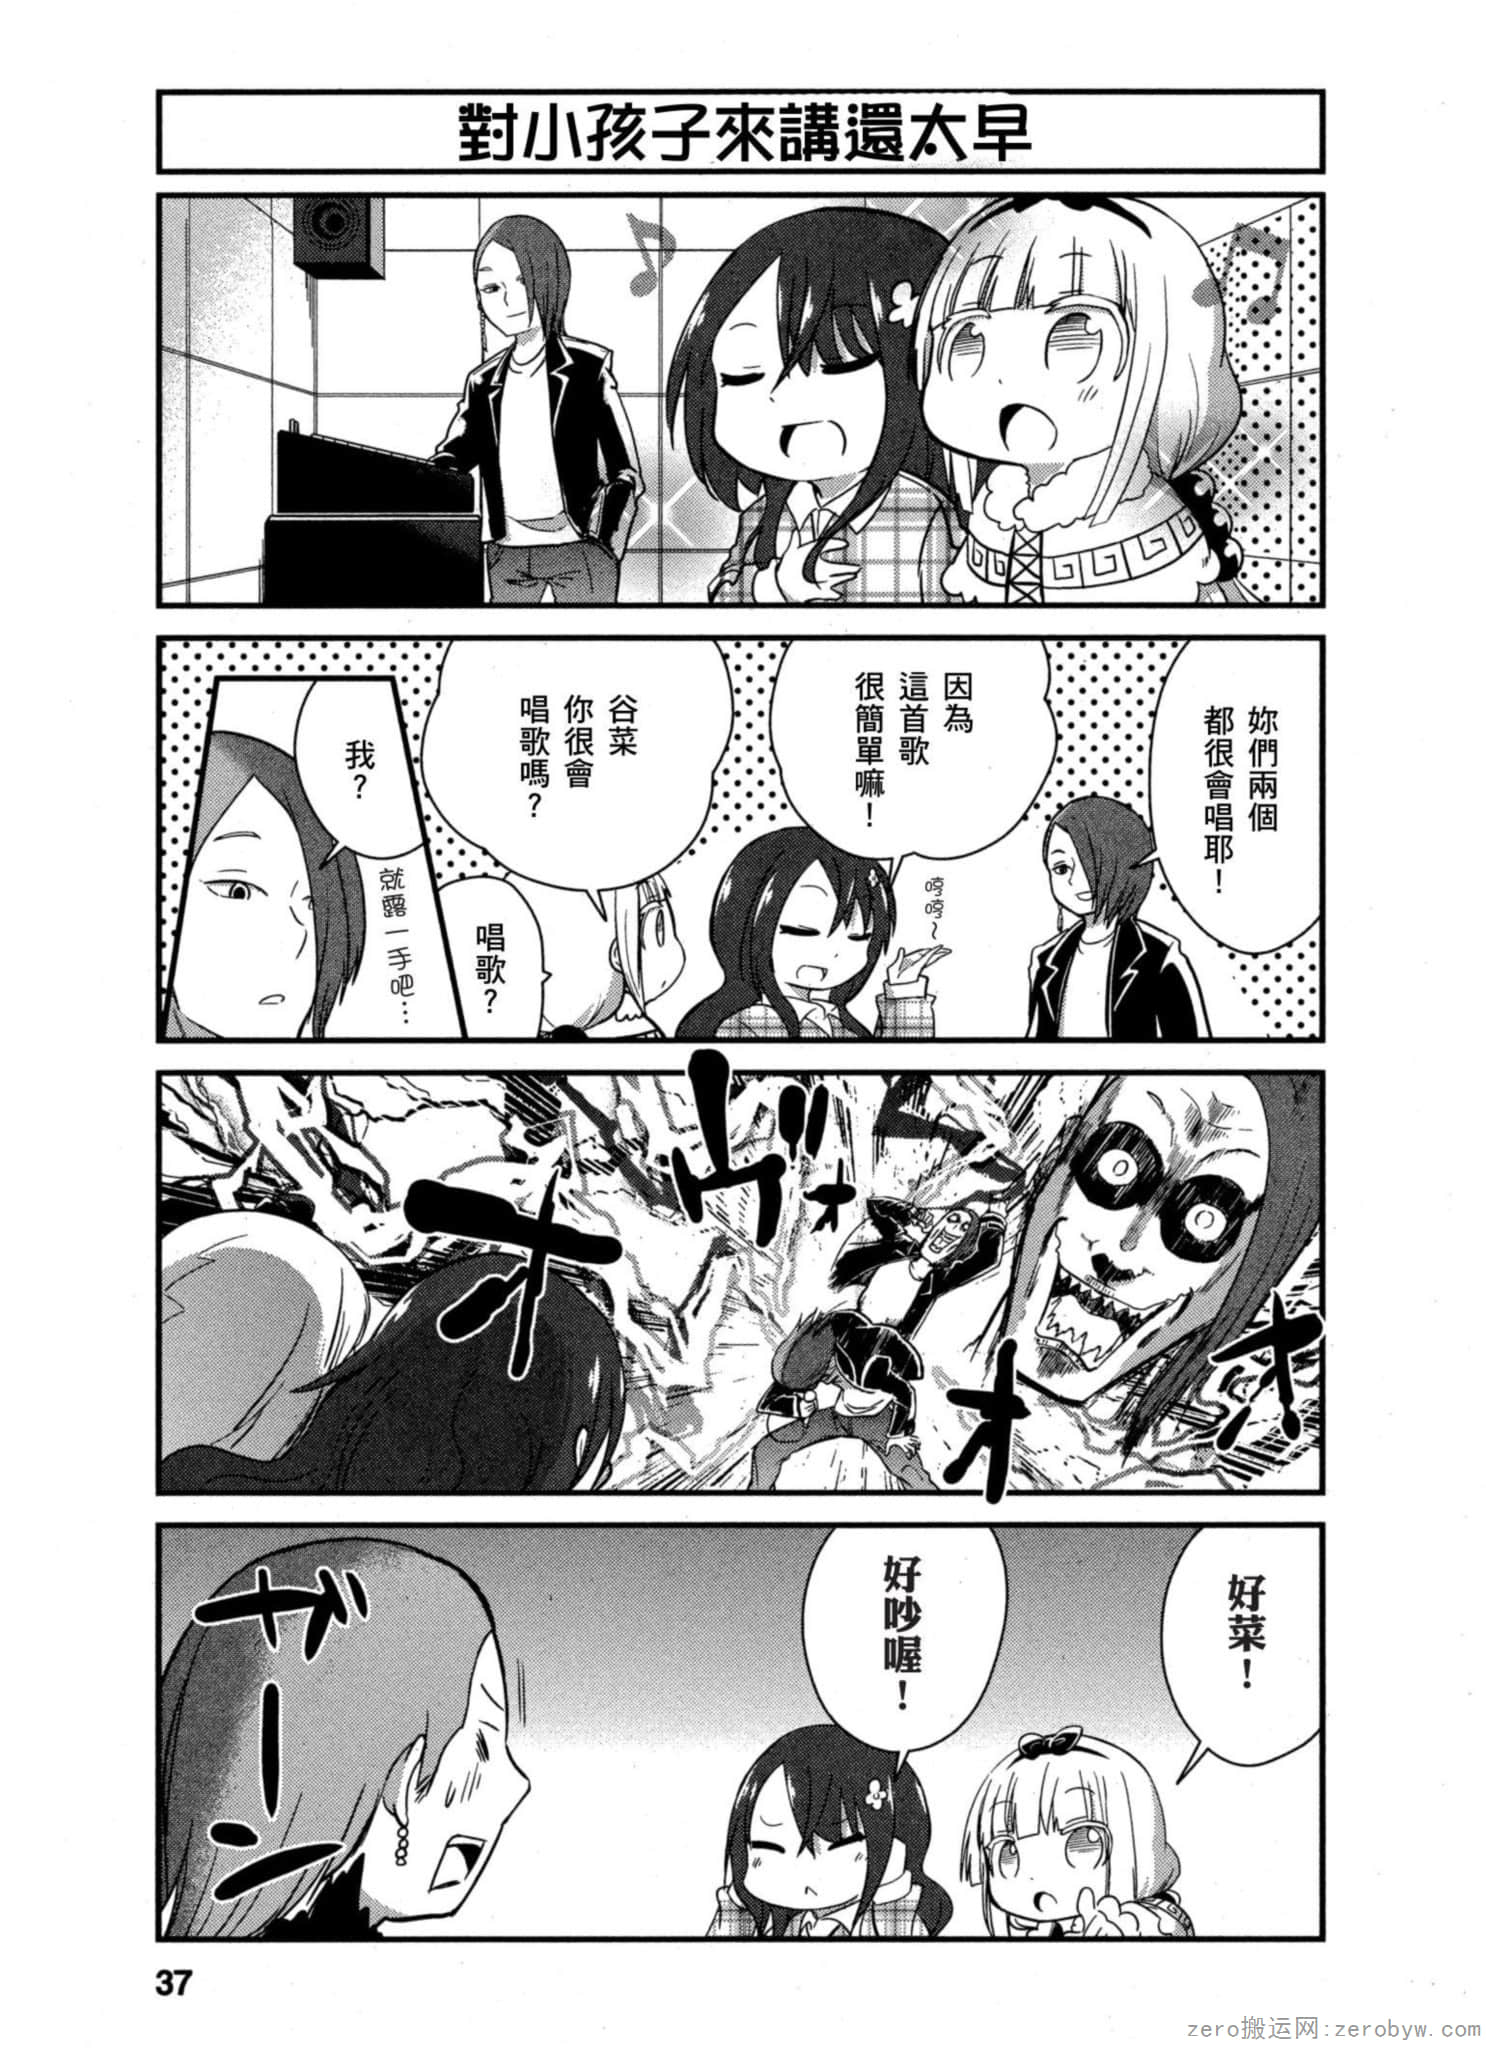 對小孩子來講還太早
妳們兩個
都很會唱耶！
因為
這首歌
很簡單嘛！
哼哼～
谷菜
你很會
唱歌嗎？
唱歌？
我？
就露一手吧…
ヴ
オ
オ
オ
好菜！
好吵喔！
ガーン
37
zero搬运网:zerobyw.com